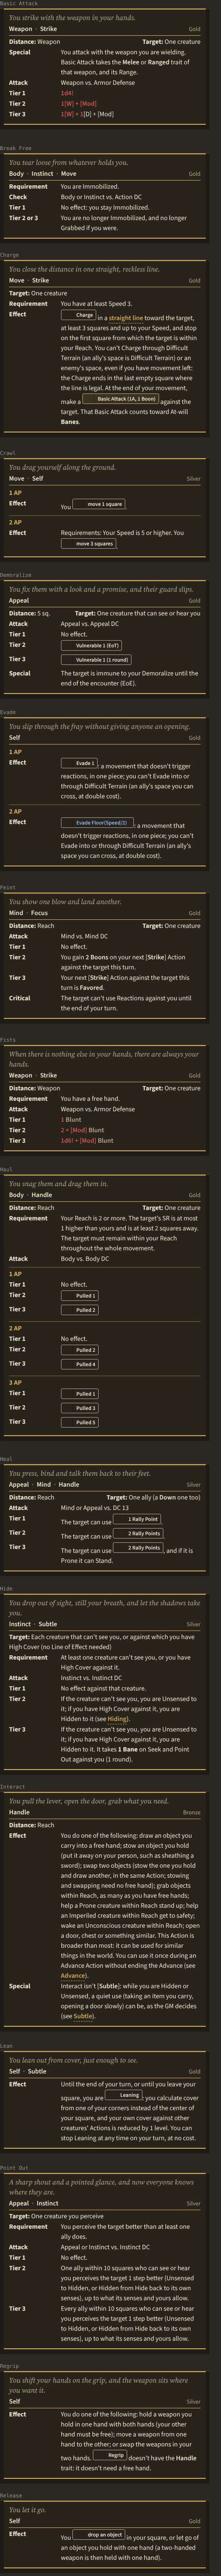 Basic Attack
You strike with the weapon in your hands.
Weapon · Strike Gold
Distance: Weapon Target: One creature
Special You attack with the weapon you are wielding.
Basic Attack takes the Melee or Ranged trait of
that weapon, and its Range.
Attack Weapon vs. Armor Defense
Tier 1 1d4!
Tier 2 1[W] + [Mod]
Tier 3 1[W] + 1[D] + [Mod]
Break Free
You tear loose from whatever holds you.
Body · Instinct · Move Gold
Requirement You are Immobilized.
Check Body or Instinct vs. Action DC
Tier 1 No effect: you stay Immobilized.
Tier 2 or 3 You are no longer Immobilized, and no longer
Grabbed if you were.
Charge
You close the distance in one straight, reckless line.
Move · Strike Gold
Target: One creature
Requirement You have at least Speed 3.
Effect Charge in a straight line toward the target,
at least 3 squares and up to your Speed, and stop
on the first square from which the target is within
your Reach. You can't Charge through Difficult
Terrain (an ally's space is Difficult Terrain) or an
enemy's space, even if you have movement left:
the Charge ends in the last empty square where
the line is legal. At the end of your movement,
make a Basic Attack (1A, 1 Boon) against the
target. That Basic Attack counts toward At-will
Banes.
Crawl
You drag yourself along the ground.
Move · Self Silver
1 AP
Effect You move 1 square.
2 AP
Effect Requirements: Your Speed is 5 or higher. You
move 3 squares.
Demoralize
You fix them with a look and a promise, and their guard slips.
Appeal Gold
Distance: 5 sq. Target: One creature that can see or hear you
Attack Appeal vs. Appeal DC
Tier 1 No effect.
Tier 2 Vulnerable 1 (EoT)
Tier 3 Vulnerable 1 (1 round)
Special The target is immune to your Demoralize until the
end of the encounter (EoE).
Evade
You slip through the fray without giving anyone an opening.
Self Gold
1 AP
Effect Evade 1: a movement that doesn't trigger
reactions, in one piece; you can't Evade into or
through Difficult Terrain (an ally's space you can
cross, at double cost).
2 AP
Effect Evade Floor(Speed/2): a movement
that doesn't trigger reactions, in one piece; you can't
Evade into or through Difficult Terrain (an ally's
space you can cross, at double cost).
Feint
You show one blow and land another.
Mind · Focus Gold
Distance: Reach Target: One creature
Attack Mind vs. Mind DC
Tier 1 No effect.
Tier 2 You gain 2 Boons on your next [Strike] Action
against the target this turn.
Tier 3 Your next [Strike] Action against the target this
turn is Favored.
Critical The target can't use Reactions against you until
the end of your turn.
Fists
When there is nothing else in your hands, there are always your
hands.
Weapon · Strike Gold
Distance: Weapon Target: One creature
Requirement You have a free hand.
Attack Weapon vs. Armor Defense
Tier 1 1 Blunt
Tier 2 2 + [Mod] Blunt
Tier 3 1d6! + [Mod] Blunt
Haul
You snag them and drag them in.
Body · Handle Gold
Distance: Reach Target: One creature
Requirement Your Reach is 2 or more. The target's SR is at most
1 higher than yours and is at least 2 squares away.
The target must remain within your Reach
throughout the whole movement.
Attack Body vs. Body DC
1 AP
Tier 1 No effect.
Tier 2 Pulled 1
Tier 3 Pulled 2
2 AP
Tier 1 No effect.
Tier 2 Pulled 2
Tier 3 Pulled 4
3 AP
Tier 1 Pulled 1
Tier 2 Pulled 3
Tier 3 Pulled 5
Heal
You press, bind and talk them back to their feet.
Appeal · Mind · Handle Silver
Distance: Reach Target: One ally (a Down one too)
Attack Mind or Appeal vs. DC 13
Tier 1 The target can use 1 Rally Point.
Tier 2 The target can use 2 Rally Points.
Tier 3 The target can use 2 Rally Points, and if it is
Prone it can Stand.
Hide
You drop out of sight, still your breath, and let the shadows take
you.
Instinct · Subtle Silver
Target: Each creature that can't see you, or against which you have
High Cover (no Line of Effect needed)
Requirement At least one creature can't see you, or you have
High Cover against it.
Attack Instinct vs. Instinct DC
Tier 1 No effect against that creature.
Tier 2 If the creature can't see you, you are Unsensed to
it; if you have High Cover against it, you are
Hidden to it (see Hiding).
Tier 3 If the creature can't see you, you are Unsensed to
it; if you have High Cover against it, you are
Hidden to it. It takes 1 Bane on Seek and Point
Out against you (1 round).
Interact
You pull the lever, open the door, grab what you need.
Handle Bronze
Distance: Reach
Effect You do one of the following: draw an object you
carry into a free hand; stow an object you hold
(put it away on your person, such as sheathing a
sword); swap two objects (stow the one you hold
and draw another, in the same Action; stowing
and swapping need no free hand); grab objects
within Reach, as many as you have free hands;
help a Prone creature within Reach stand up; help
an Imperiled creature within Reach get to safety;
wake an Unconscious creature within Reach; open
a door, chest or something similar. This Action is
broader than most: it can be used for similar
things in the world. You can use it once during an
Advance Action without ending the Advance (see
Advance).
Special Interact isn't [Subtle]: while you are Hidden or
Unsensed, a quiet use (taking an item you carry,
opening a door slowly) can be, as the GM decides
(see Subtle).
Lean
You lean out from cover, just enough to see.
Self · Subtle Gold
Effect Until the end of your turn, or until you leave your
square, you are Leaning: you calculate cover
from one of your corners instead of the center of
your square, and your own cover against other
creatures' Actions is reduced by 1 level. You can
stop Leaning at any time on your turn, at no cost.
Point Out
A sharp shout and a pointed glance, and now everyone knows
where they are.
Appeal · Instinct Silver
Target: One creature you perceive
Requirement You perceive the target better than at least one
ally does.
Attack Appeal or Instinct vs. Instinct DC
Tier 1 No effect.
Tier 2 One ally within 10 squares who can see or hear
you perceives the target 1 step better (Unsensed
to Hidden, or Hidden from Hide back to its own
senses), up to what its senses and yours allow.
Tier 3 Every ally within 10 squares who can see or hear
you perceives the target 1 step better (Unsensed
to Hidden, or Hidden from Hide back to its own
senses), up to what its senses and yours allow.
Regrip
You shift your hands on the grip, and the weapon sits where
you want it.
Self Silver
Effect You do one of the following: hold a weapon you
hold in one hand with both hands (your other
hand must be free); move a weapon from one
hand to the other; or swap the weapons in your
two hands. Regrip doesn't have the Handle
trait: it doesn't need a free hand.
Release
You let it go.
Self Gold
Effect You drop an object in your square, or let go of
an object you hold with one hand (a two-handed
weapon is then held with one hand).